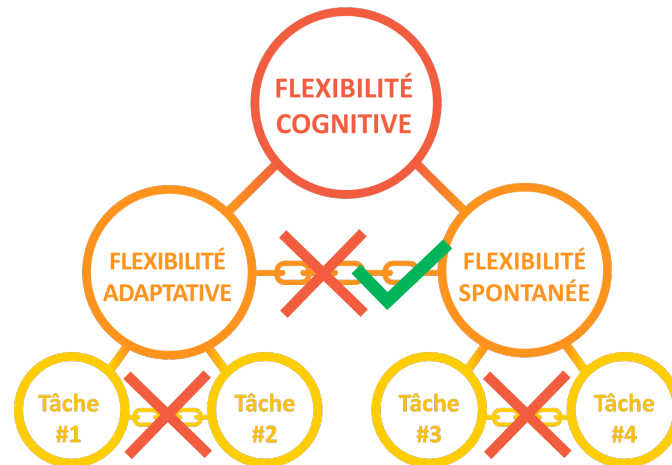 FLEXIBILITÉ
COGNITIVE
FLEXIBILITÉ
ADAPTATIVE
FLEXIBILITÉ
SPONTANÉE
Tâche
#1
Tâche
#2
Tâche
#3
Tâche
#4